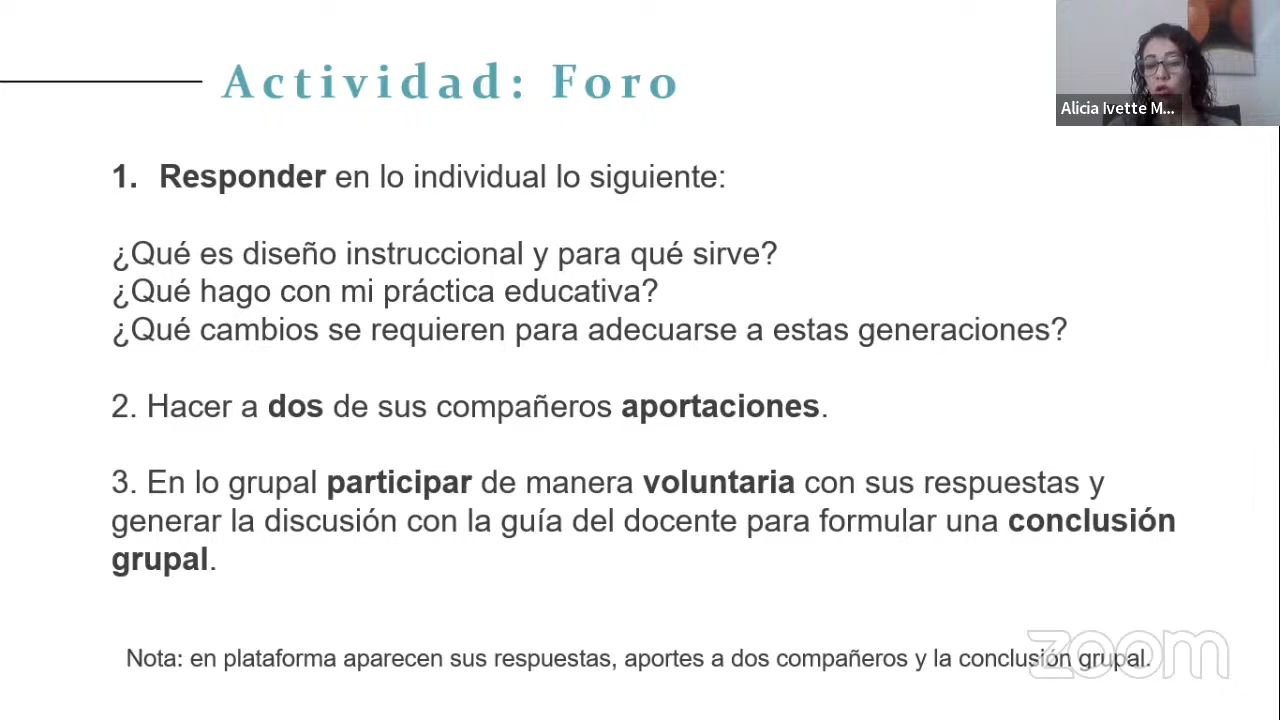 Actividad: Foro
Alicia Ivette M...
1. Responder en lo individual lo siguiente:
¿Qué es diseño instruccional y para qué sirve?
¿Qué hago con mi práctica educativa?
¿Qué cambios se requieren para adecuarse a estas generaciones?
2. Hacer a dos de sus compañeros aportaciones.
3. En lo grupal participar de manera voluntaria con sus respuestas y
generar la discusión con la guía del docente para formular una conclusión
grupal.
Nota: en plataforma aparecen sus respuestas, aportes a dos compañeros y la conclusión grupal.
zoom